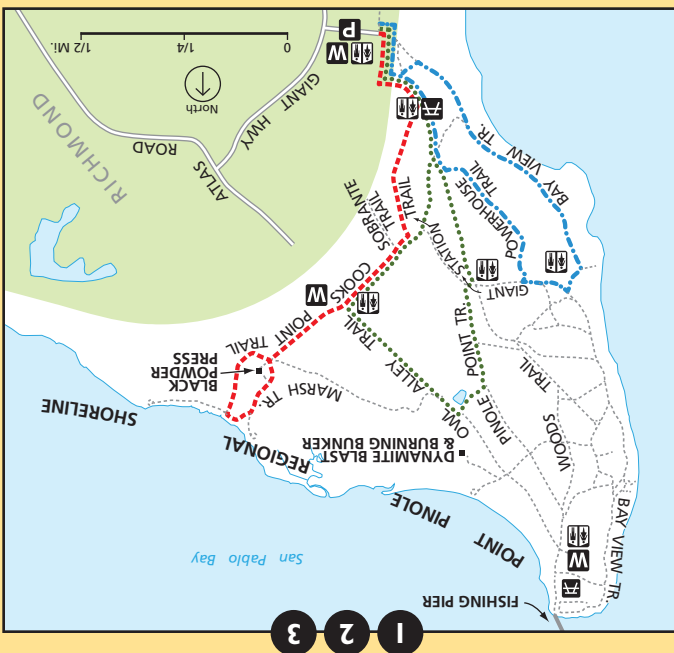 1 2 3
FISHING PIER
BAY VIEW TR.
W
POINT PINOLE REGIONAL SHORELINE
San Pablo Bay
WOODS TRAIL
DYNAMITE BLAST
& BURNING BUNKER
OWL ALLEY TRAIL
PINOLE POINT TR.
MARSH TR.
BLACK
POWDER
PRESS
COOKS POINT TRAIL
W
GIANT STATION TRAIL
SOBRANTE
TRAIL
POWERHOUSE
TRAIL
BAY VIEW TR.
RICHMOND
ATLAS ROAD
GIANT HWY
North
W
P
0 1/4 1/2 Mi.